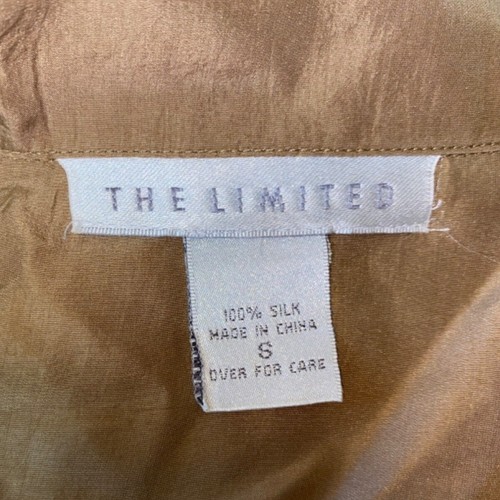 THE LIMITED
100% SILK
MADE IN CHINA
S
OVER FOR CARE